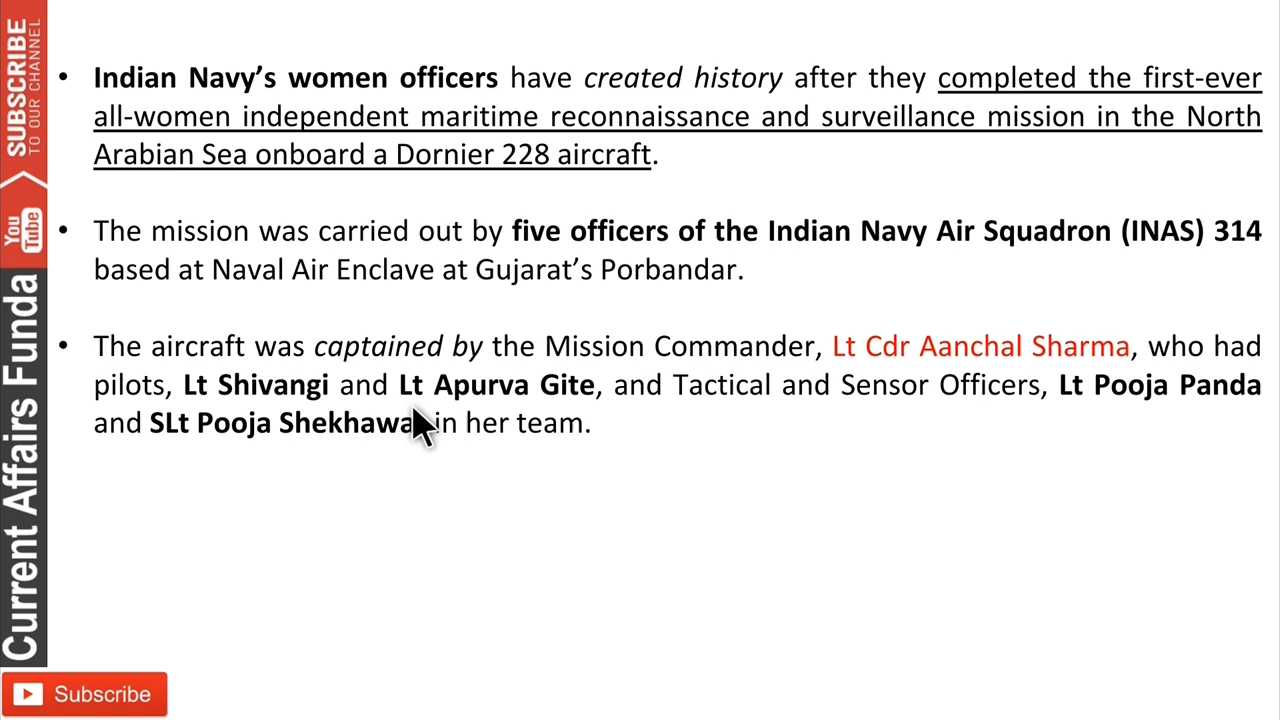 SUBSCRIBE
TO OUR CHANNEL
You Tube
Current Affairs Funda
• Indian Navy’s women officers have created history after they completed the first-ever
all-women independent maritime reconnaissance and surveillance mission in the North
Arabian Sea onboard a Dornier 228 aircraft.
• The mission was carried out by five officers of the Indian Navy Air Squadron (INAS) 314
based at Naval Air Enclave at Gujarat’s Porbandar.
• The aircraft was captained by the Mission Commander, Lt Cdr Aanchal Sharma, who had
pilots, Lt Shivangi and Lt Apurva Gite, and Tactical and Sensor Officers, Lt Pooja Panda
and SLt Pooja Shekhawa in her team.
Subscribe